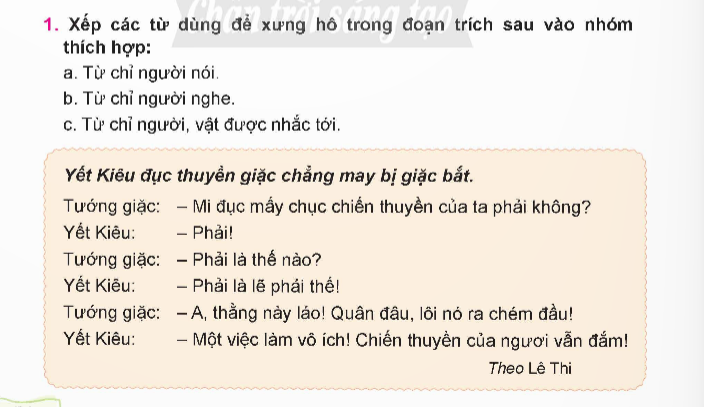 Chân trời sáng tạo
1. Xếp các từ dùng để xưng hô trong đoạn trích sau vào nhóm
thích hợp:
a. Từ chỉ người nói.
b. Từ chỉ người nghe.
c. Từ chỉ người, vật được nhắc tới.
Yết Kiêu đục thuyền giặc chẳng may bị giặc bắt.
Tướng giặc: – Mi đục mấy chục chiến thuyền của ta phải không?
Yết Kiêu: – Phải!
Tướng giặc: – Phải là thế nào?
Yết Kiêu: – Phải là lẽ phải thế!
Tướng giặc: – A, thằng này láo! Quân đâu, lôi nó ra chém đầu!
Yết Kiêu: – Một việc làm vô ích! Chiến thuyền của ngươi vẫn đắm!
Theo Lê Thi